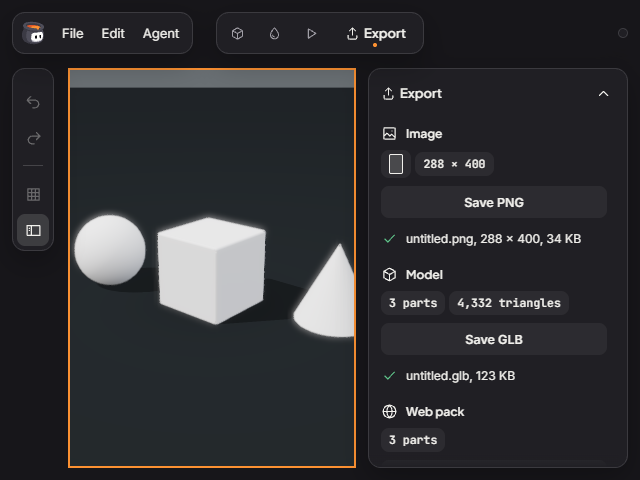 File Edit Agent Export
Export
Image
288 × 400
Save PNG
untitled.png, 288 × 400, 34 KB
Model
3 parts 4,332 triangles
Save GLB
untitled.glb, 123 KB
Web pack
3 parts